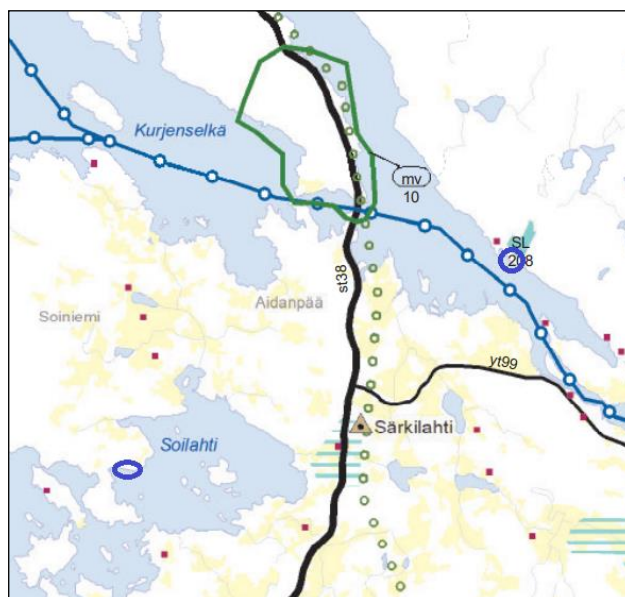 Kurjenselkä
mv
10
SL
208
st38
Aidanpää
Soiniemi
yt99
Särkilahti
Soilahti